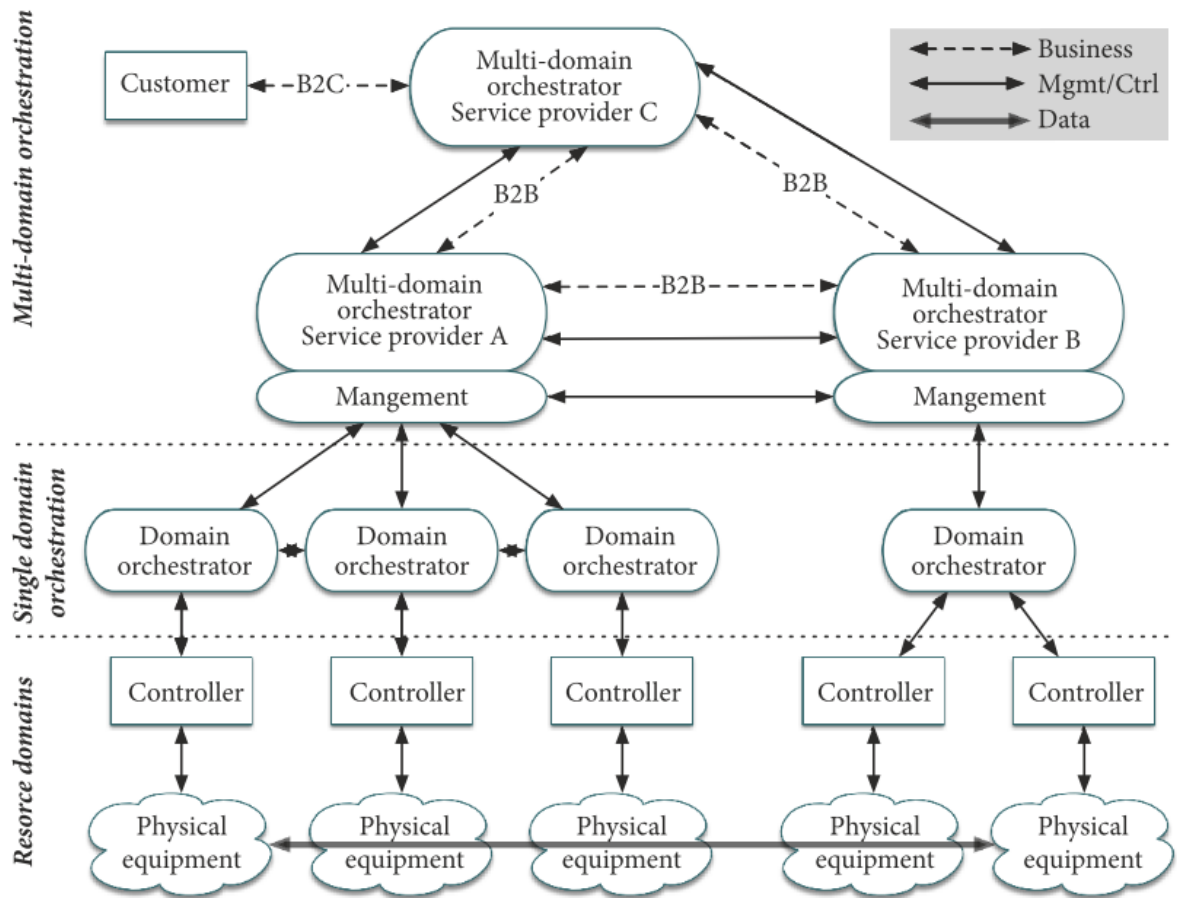 Multi-domain orchestration
Customer
B2C
Multi-domain
orchestrator
Service provider C
Business
Mgmt/Ctrl
Data
B2B
B2B
Multi-domain
orchestrator
Service provider A
B2B
Multi-domain
orchestrator
Service provider B
Mangement
Mangement
Single domain
orchestration
Domain
orchestrator
Domain
orchestrator
Domain
orchestrator
Domain
orchestrator
Resorce domains
Controller
Controller
Controller
Controller
Controller
Physical
equipment
Physical
equipment
Physical
equipment
Physical
equipment
Physical
equipment